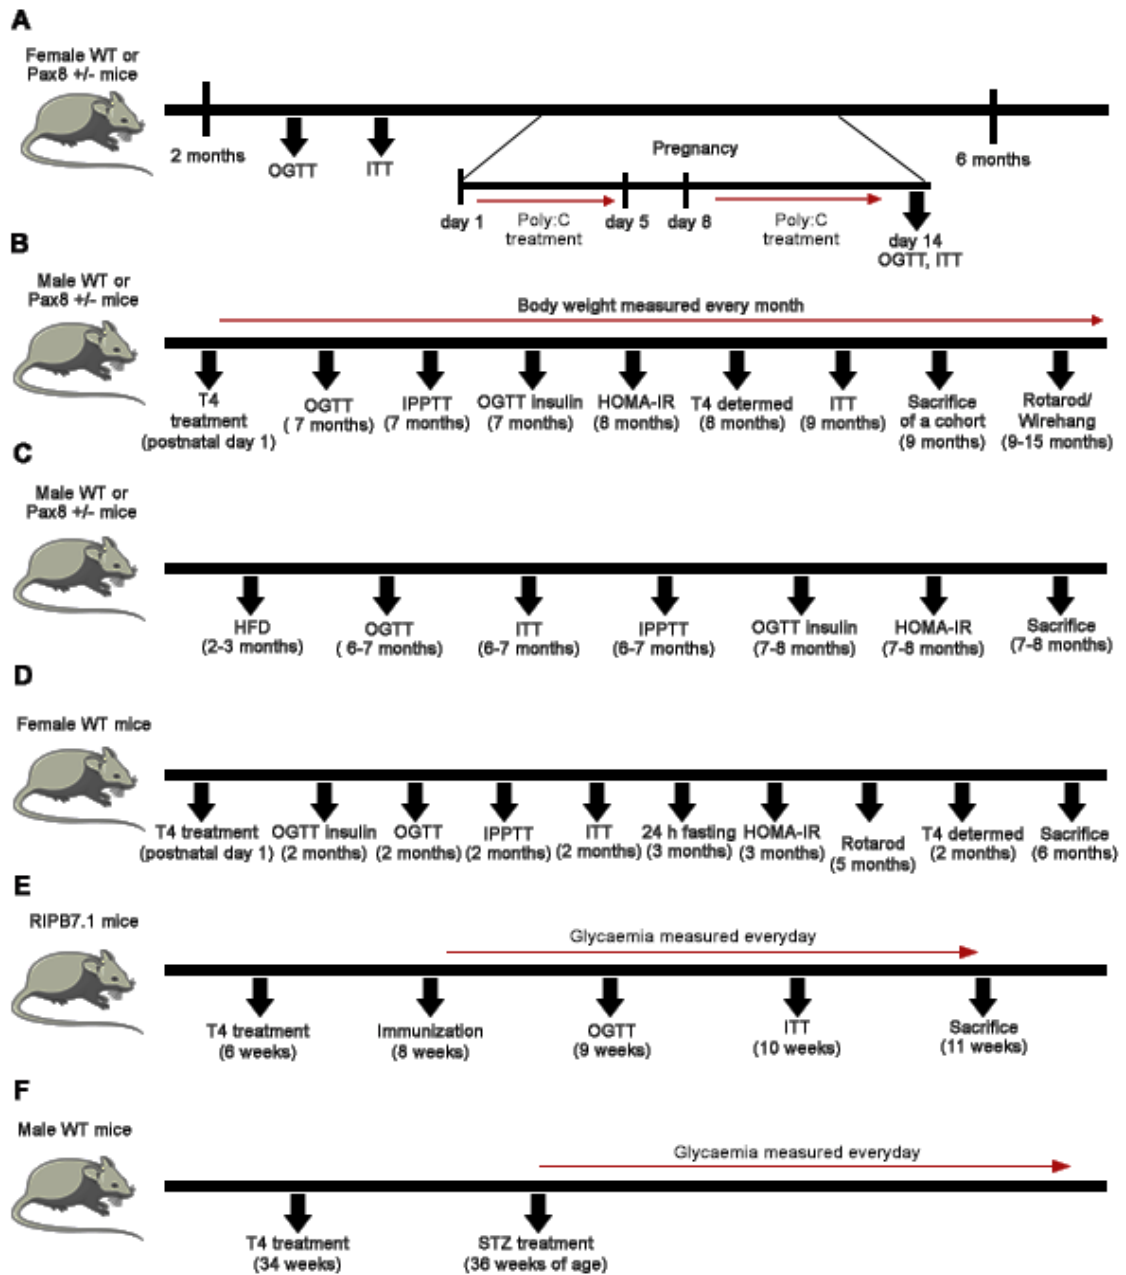 A
Female WT or
Pax8 +/- mice
2 months
OGTT
ITT
6 months
Pregnancy
day 1
Poly:C
treatment
day 5
day 8
Poly:C
treatment
day 14
OGTT, ITT
B
Male WT or
Pax8 +/- mice
Body weight measured every month
T4
treatment
(postnatal day 1)
OGTT
( 7 months)
IPPTT
(7 months)
OGTT insulin
(7 months)
HOMA-IR
(8 months)
T4 determed
(8 months)
ITT
(9 months)
Sacrifice
of a cohort
(9 months)
Rotarod/
Wirehang
(9-15 months)
C
Male WT or
Pax8 +/- mice
HFD
(2-3 months)
OGTT
( 6-7 months)
ITT
(6-7 months)
IPPTT
(6-7 months)
OGTT insulin
(7-8 months)
HOMA-IR
(7-8 months)
Sacrifice
(7-8 months)
D
Female WT mice
T4 treatment
(postnatal day 1)
OGTT insulin
(2 months)
OGTT
(2 months)
IPPTT
(2 months)
ITT
(2 months)
24 h fasting
(3 months)
HOMA-IR
(3 months)
Rotarod
(5 months)
T4 determed
(2 months)
Sacrifice
(6 months)
E
RIPB7.1 mice
Glycaemia measured everyday
T4 treatment
(6 weeks)
Immunization
(8 weeks)
OGTT
(9 weeks)
ITT
(10 weeks)
Sacrifice
(11 weeks)
F
Male WT mice
Glycaemia measured everyday
T4 treatment
(34 weeks)
STZ treatment
(36 weeks of age)